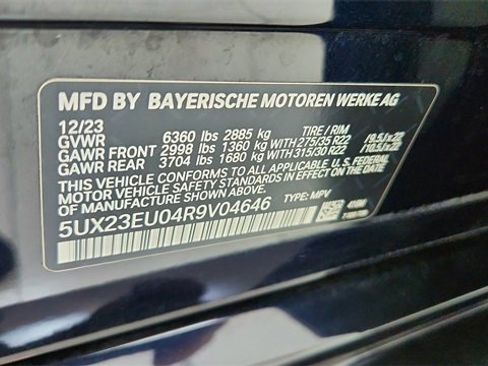 MFD BY BAYERISCHE MOTOREN WERKE AG
12/23
GVWR 6360 lbs 2885 kg TIRE / RIM
GAWR FRONT 2998 lbs 1360 kg WITH 275/35 R22 / 9.5Jx22
GAWR REAR 3704 lbs 1680 kg WITH 315/30 R22 / 10.5Jx22
THIS VEHICLE CONFORMS TO ALL APPLICABLE U.S. FEDERAL
MOTOR VEHICLE SAFETY STANDARDS IN EFFECT ON THE DATE
OF MANUFACTURE SHOWN ABOVE.
5UX23EU04R9V04646 TYPE: MPV